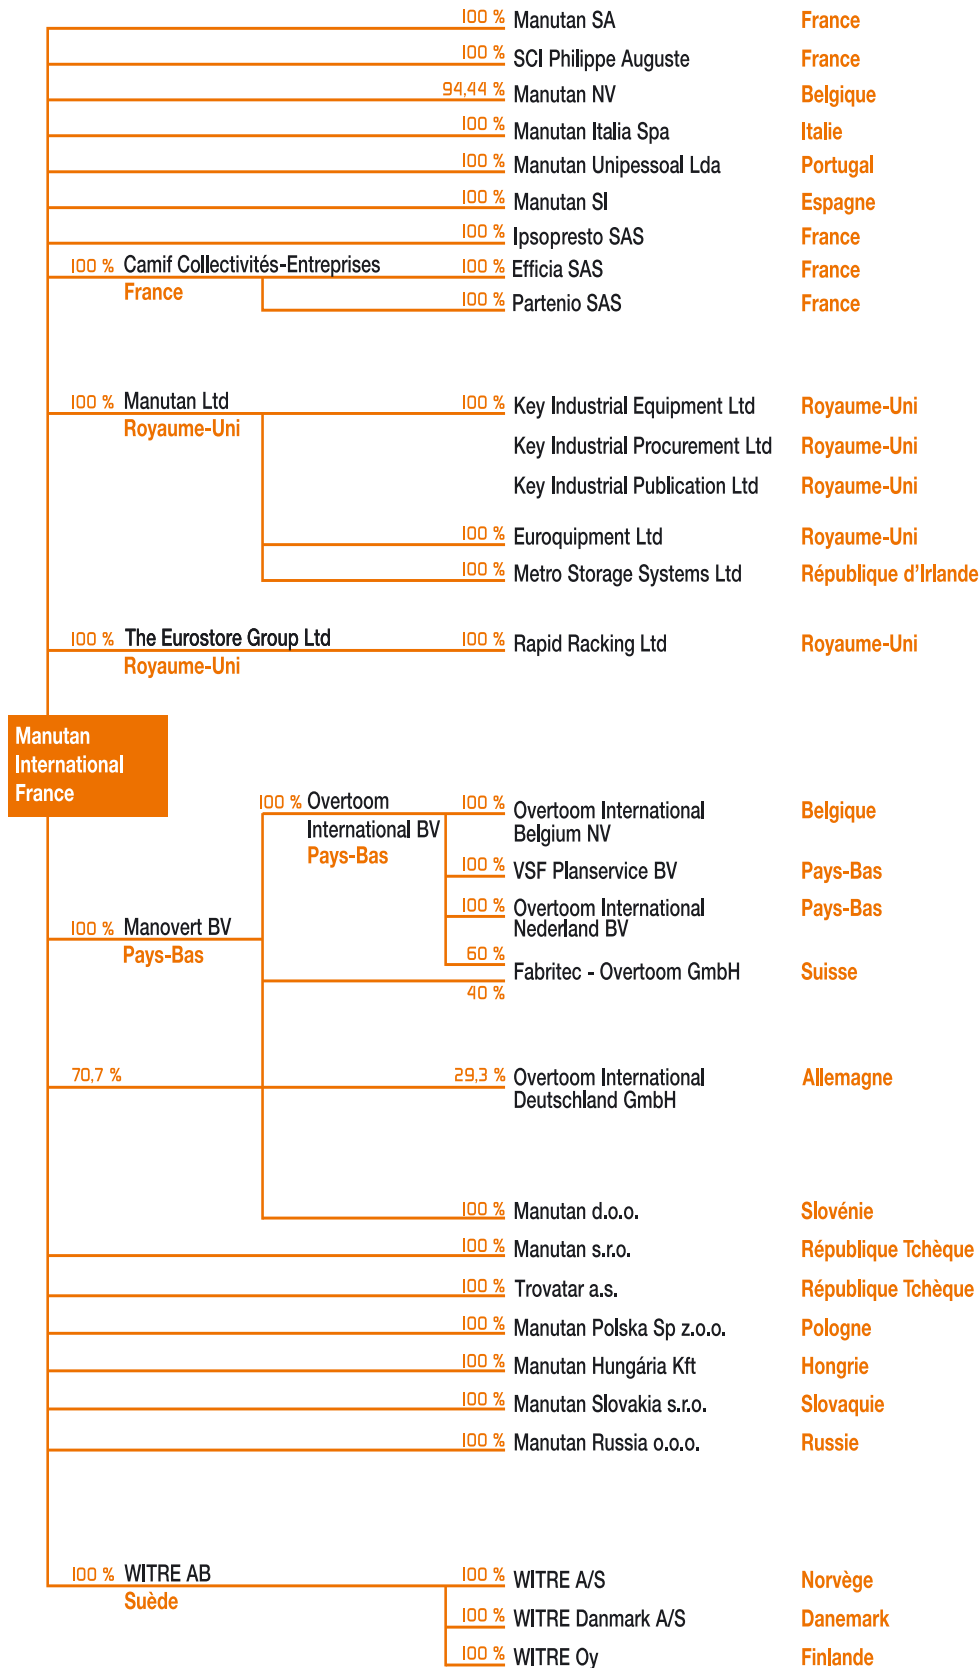 100 % Manutan SA France
100 % SCI Philippe Auguste France
94,44 % Manutan NV Belgique
100 % Manutan Italia Spa Italie
100 % Manutan Unipessoal Lda Portugal
100 % Manutan Sl Espagne
100 % Ipsopresto SAS France
100 % Camif Collectivités-Entreprises 100 % Efficia SAS France
France
100 % Partenio SAS France
100 % Manutan Ltd 100 % Key Industrial Equipment Ltd Royaume-Uni
Royaume-Uni
Key Industrial Procurement Ltd Royaume-Uni
Key Industrial Publication Ltd Royaume-Uni
100 % Euroquipment Ltd Royaume-Uni
100 % Metro Storage Systems Ltd République d'Irlande
100 % The Eurostore Group Ltd 100 % Rapid Racking Ltd Royaume-Uni
Royaume-Uni
Manutan
International
France
100 % Overtoom 100 % Overtoom International Belgique
International BV Belgium NV
Pays-Bas
100 % VSF Planservice BV Pays-Bas
100 % Overtoom International Pays-Bas
Nederland BV
100 % Manovert BV
Pays-Bas
60 %
Fabritec - Overtoom GmbH Suisse
40 %
70,7 % 29,3 % Overtoom International Allemagne
Deutschland GmbH
100 % Manutan d.o.o. Slovénie
100 % Manutan s.r.o. République Tchèque
100 % Trovatar a.s. République Tchèque
100 % Manutan Polska Sp z.o.o. Pologne
100 % Manutan Hungária Kft Hongrie
100 % Manutan Slovakia s.r.o. Slovaquie
100 % Manutan Russia o.o.o. Russie
100 % WITRE AB 100 % WITRE A/S Norvège
Suède
100 % WITRE Danmark A/S Danemark
100 % WITRE Oy Finlande